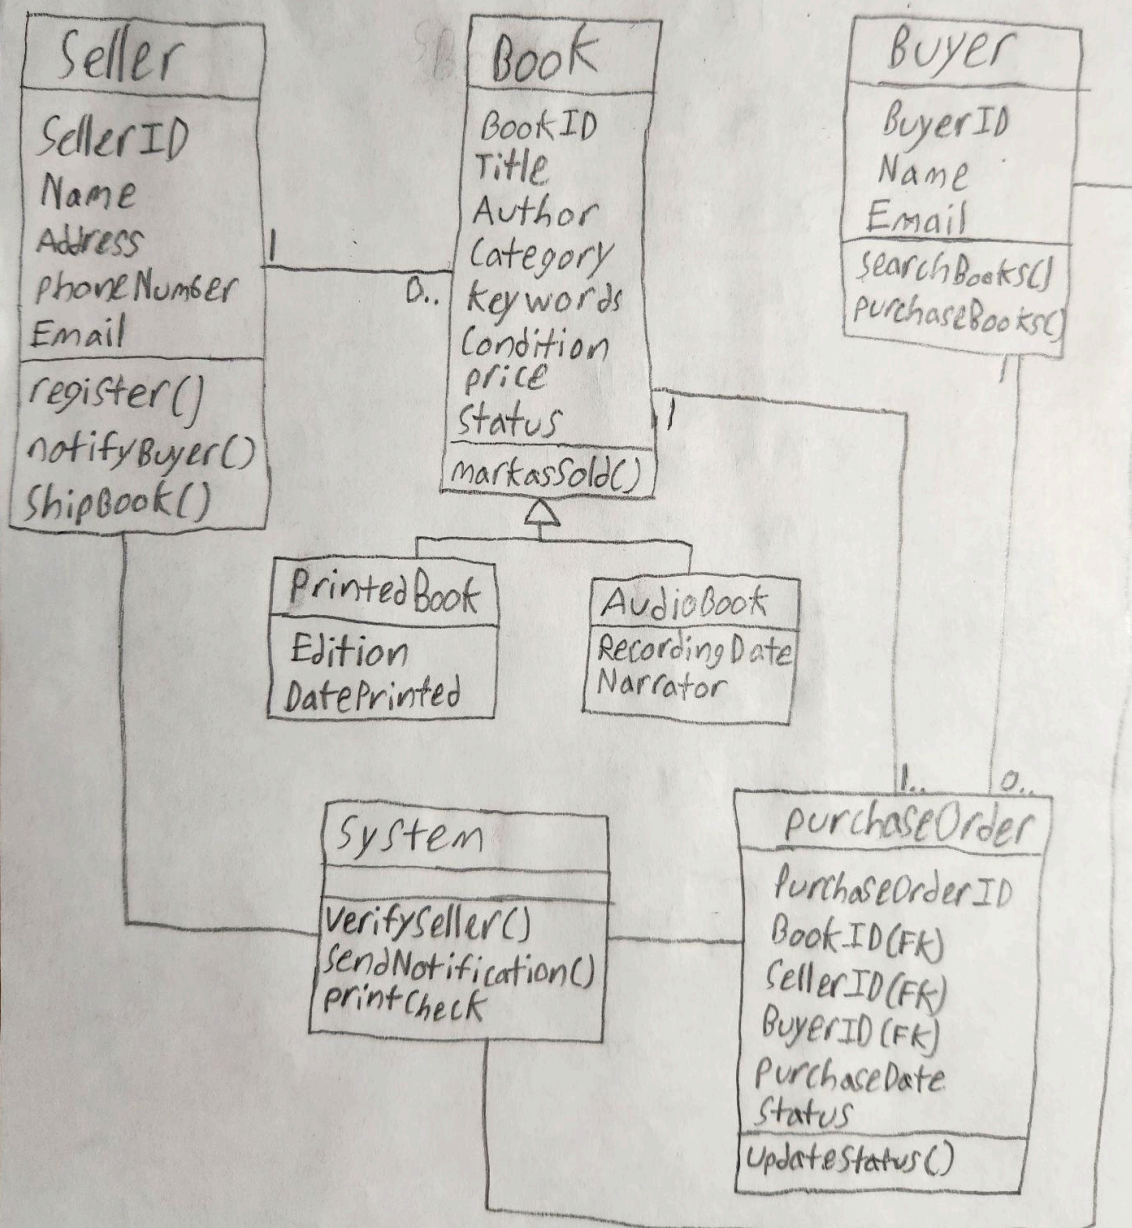 Seller
SellerID
Name
Address
phoneNumber
Email
register()
notifyBuyer()
ShipBook()
1
0..
Book
BookID
Title
Author
Category
keywords
Condition
price
Status
markasSold()
1
Buyer
BuyerID
Name
Email
searchBooks()
purchaseBooks()
1
PrintedBook
Edition
DatePrinted
AudioBook
RecordingDate
Narrator
System
verifySeller()
sendNotification()
printCheck
1..
0..
purchaseOrder
PurchaseOrderID
BookID(FK)
SellerID(FK)
BuyerID(FK)
PurchaseDate
Status
updateStatus()